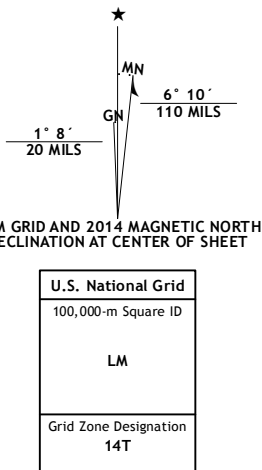 ★
MN
GN
6° 10´
110 MILS
1° 8´
20 MILS
M GRID AND 2014 MAGNETIC NORTH
ECLINATION AT CENTER OF SHEET
U.S. National Grid
100,000-m Square ID
LM
Grid Zone Designation
14T